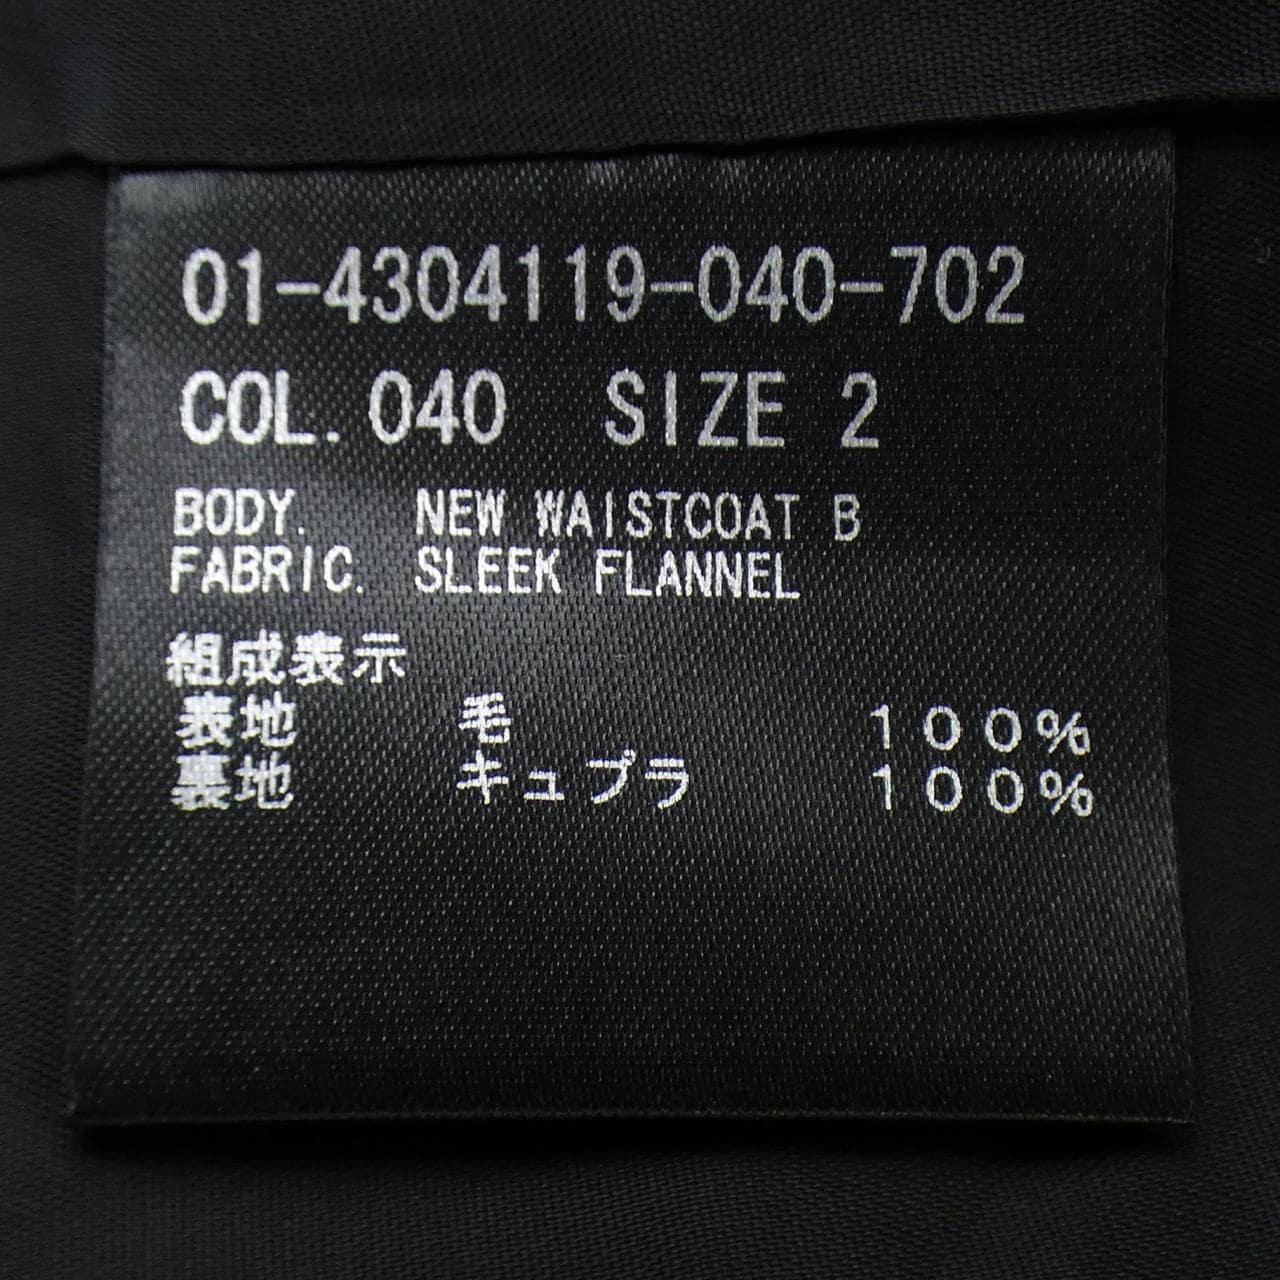 01-4304119-040-702
COL. 040 SIZE 2
BODY. NEW WAISTCOAT B
FABRIC. SLEEK FLANNEL
組成表示
表地 毛 100%
裏地 キュプラ 100%